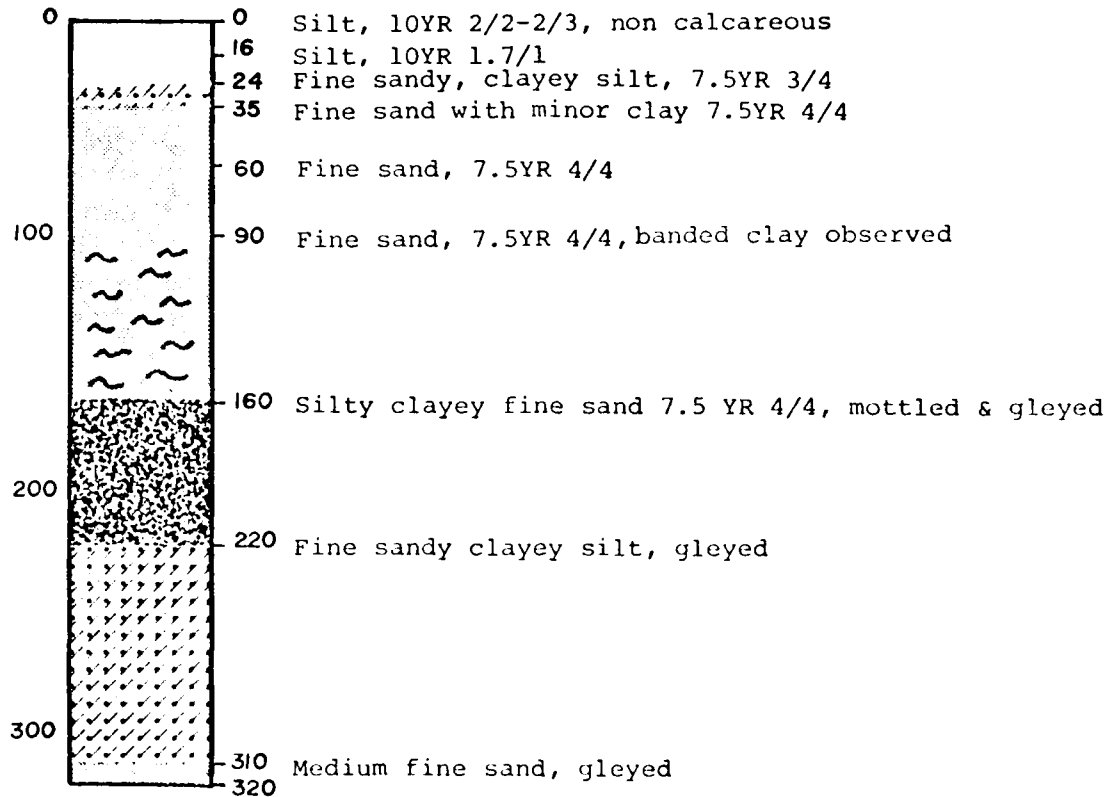 0 0 Silt, 10YR 2/2-2/3, non calcareous
16 Silt, 10YR 1.7/1
24 Fine sandy, clayey silt, 7.5YR 3/4
35 Fine sand with minor clay 7.5YR 4/4
60 Fine sand, 7.5YR 4/4
100 90 Fine sand, 7.5YR 4/4, banded clay observed
160 Silty clayey fine sand 7.5 YR 4/4, mottled & gleyed
200
220 Fine sandy clayey silt, gleyed
300
310 Medium fine sand, gleyed
320